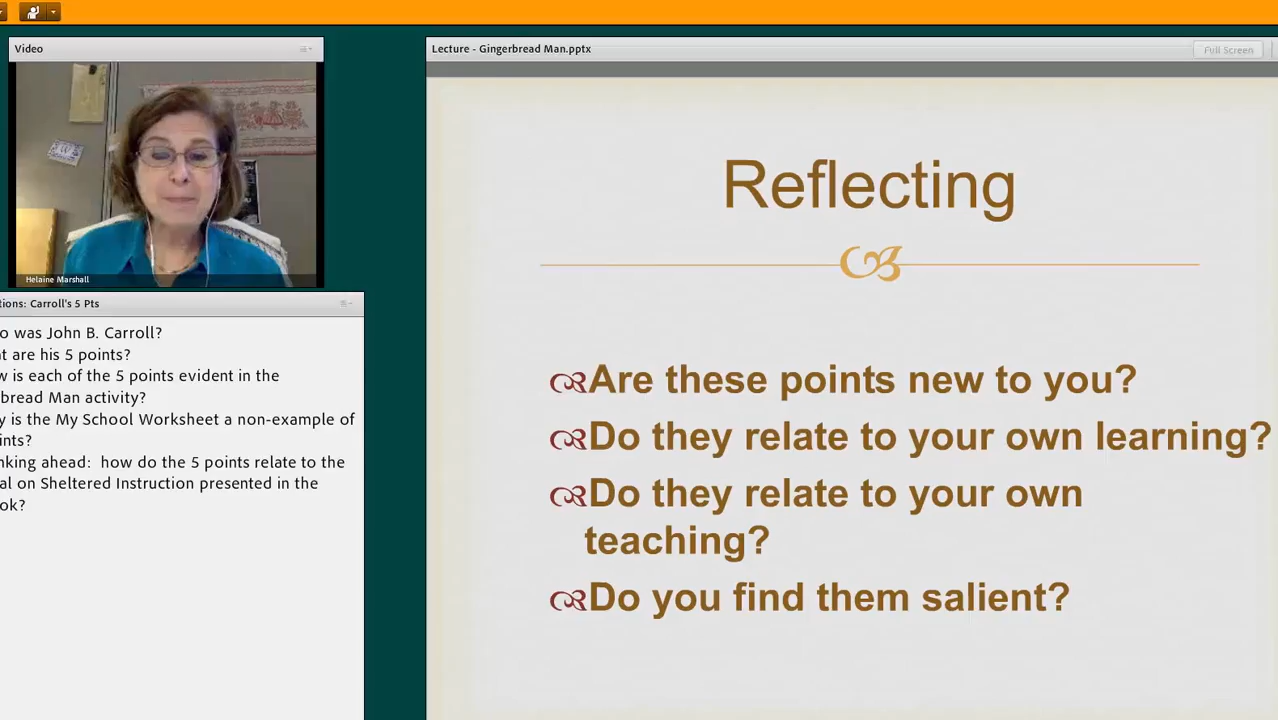 Video
Helaine Marshall
tions: Carroll's 5 Pts
o was John B. Carroll?
t are his 5 points?
w is each of the 5 points evident in the
bread Man activity?
y is the My School Worksheet a non-example of
ints?
nking ahead: how do the 5 points relate to the
al on Sheltered Instruction presented in the
ok?
Lecture - Gingerbread Man.pptx
Full Screen
Reflecting
Are these points new to you?
Do they relate to your own learning?
Do they relate to your own
teaching?
Do you find them salient?